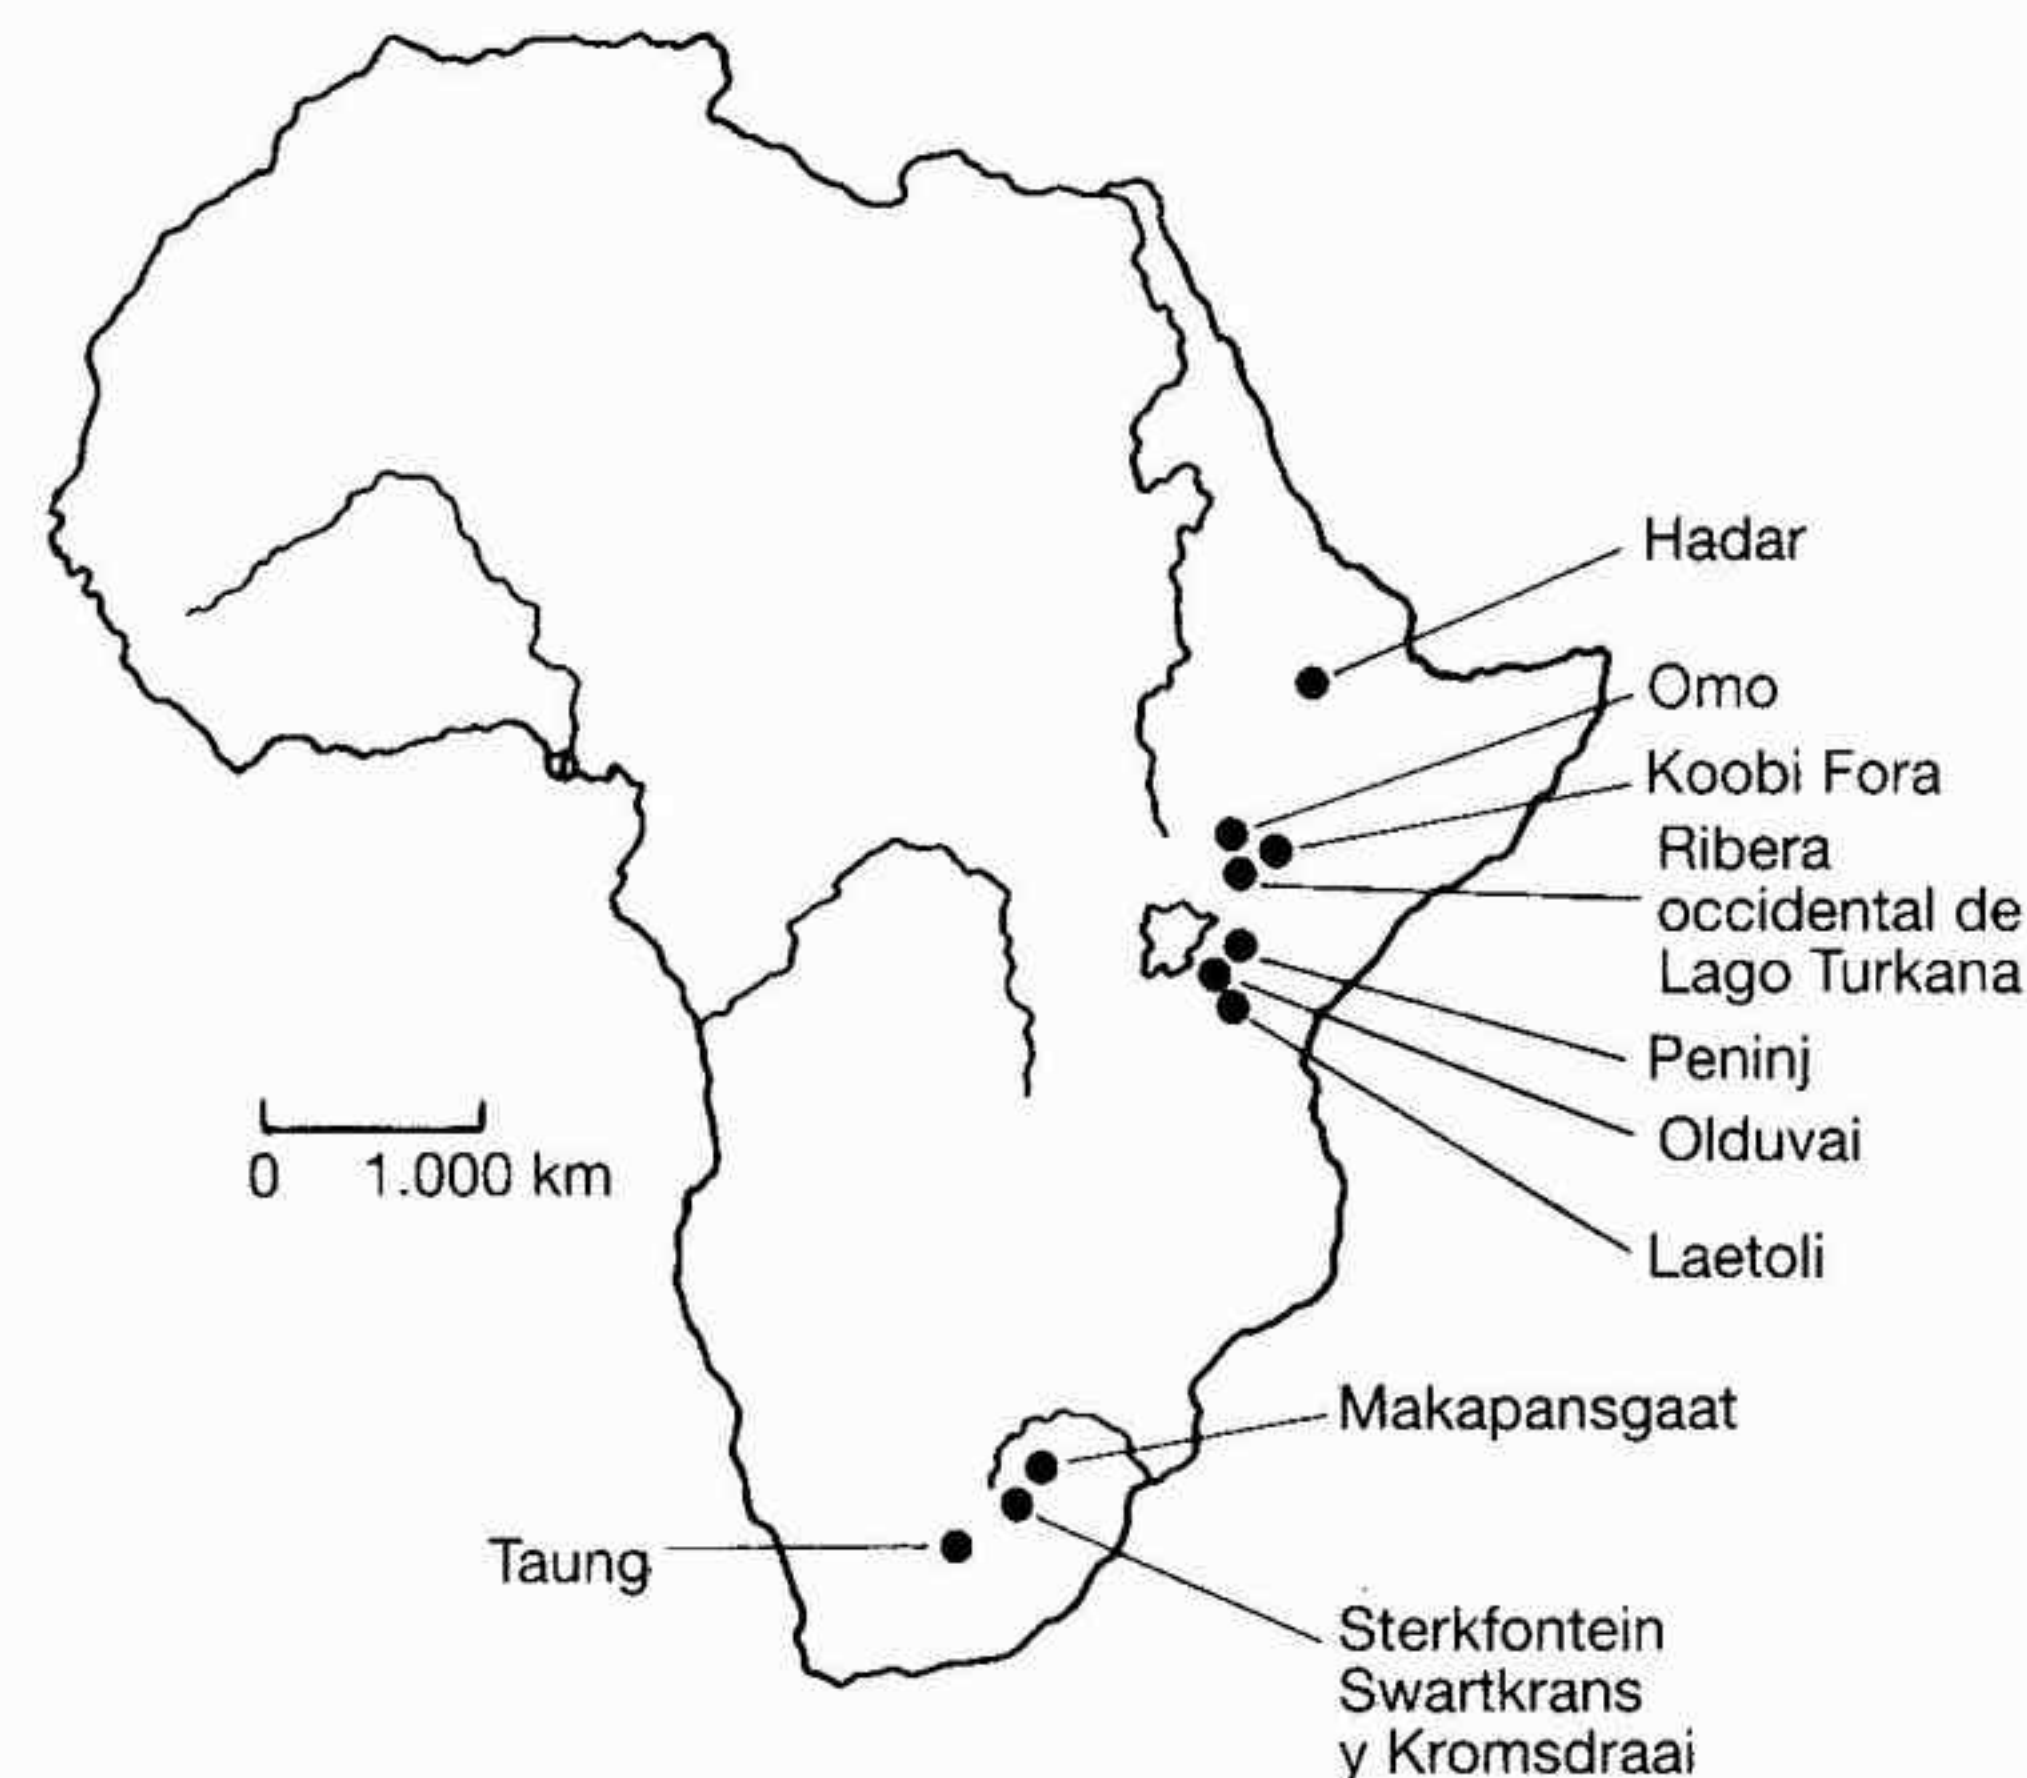 Hadar
Omo
Koobi Fora
Ribera
occidental de
Lago Turkana
Peninj
Olduvai
Laetoli
0 1.000 km
Makapansgaat
Taung
Sterkfontein
Swartkrans
y Kromsdraai